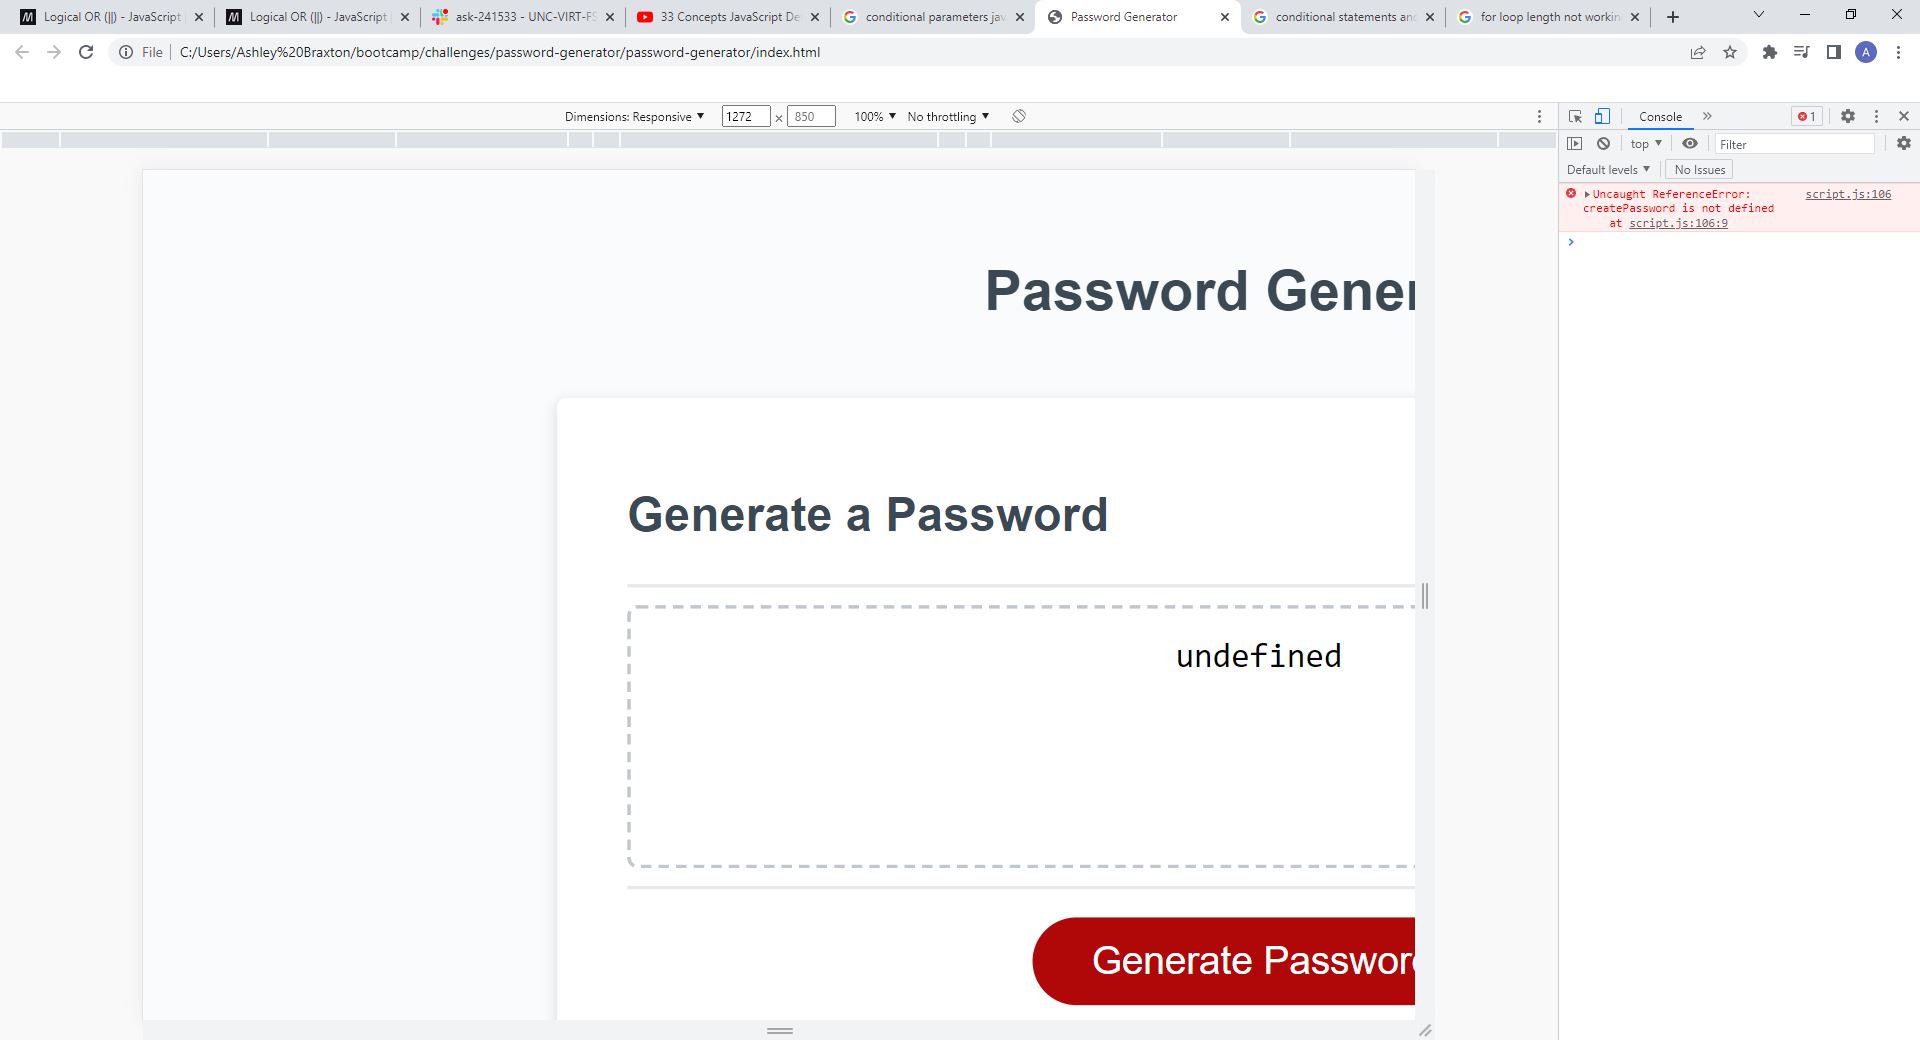 Logical OR (||) - JavaScript
Logical OR (||) - JavaScript
ask-241533 - UNC-VIRT-FS
33 Concepts JavaScript De
conditional parameters jav
Password Generator
conditional statements and
for loop length not workin
File C:/Users/Ashley%20Braxton/bootcamp/challenges/password-generator/password-generator/index.html
A
Dimensions: Responsive 1272 × 850 100% No throttling
Console 1
top Filter
Default levels No Issues
Uncaught ReferenceError: script.js:106
createPassword is not defined
at script.js:106:9
Password Gener
Generate a Password
undefined
Generate Password